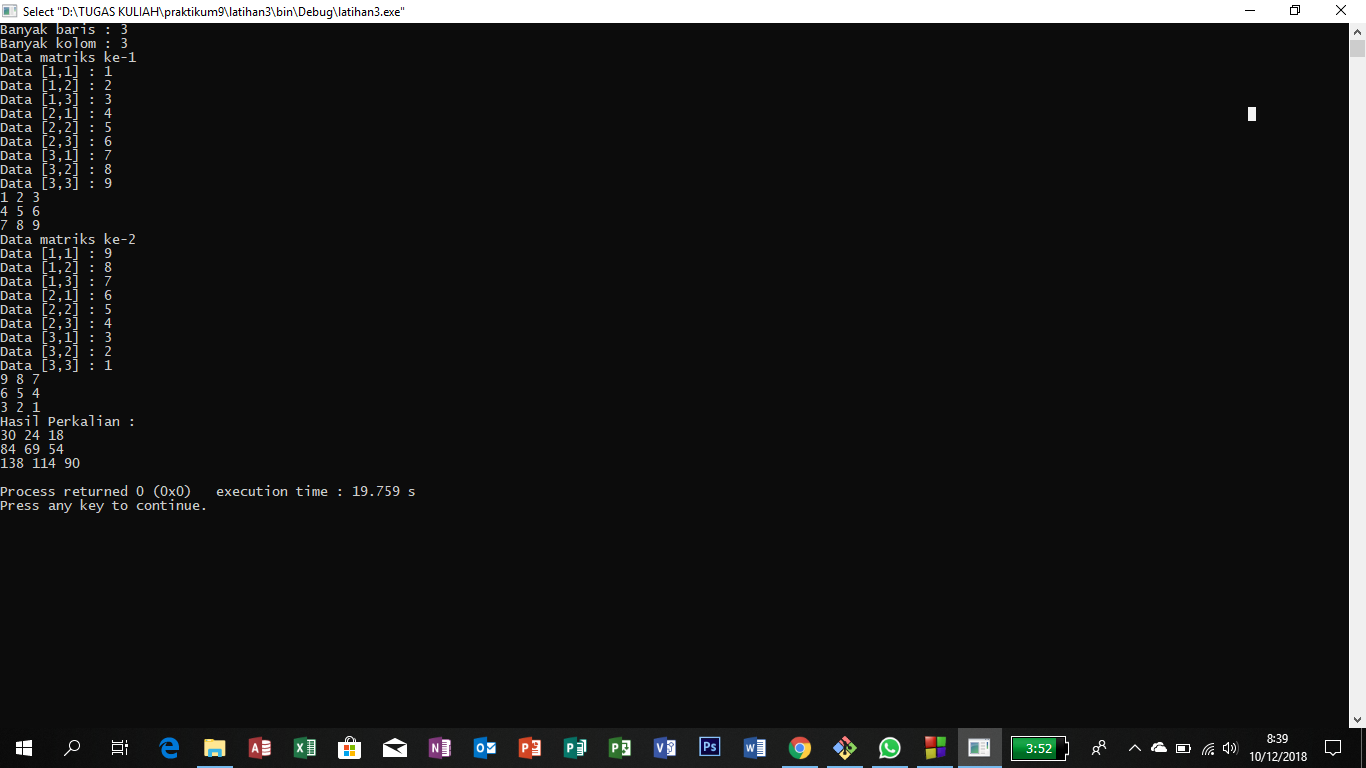 Select "D:\TUGAS KULIAH\praktikum9\latihan3\bin\Debug\latihan3.exe"
Banyak baris : 3
Banyak kolom : 3
Data matriks ke-1
Data [1,1] : 1
Data [1,2] : 2
Data [1,3] : 3
Data [2,1] : 4
Data [2,2] : 5
Data [2,3] : 6
Data [3,1] : 7
Data [3,2] : 8
Data [3,3] : 9
1 2 3
4 5 6
7 8 9
Data matriks ke-2
Data [1,1] : 9
Data [1,2] : 8
Data [1,3] : 7
Data [2,1] : 6
Data [2,2] : 5
Data [2,3] : 4
Data [3,1] : 3
Data [3,2] : 2
Data [3,3] : 1
9 8 7
6 5 4
3 2 1
Hasil Perkalian :
30 24 18
84 69 54
138 114 90
Process returned 0 (0x0)   execution time : 19.759 s
Press any key to continue.
3:52
8:39
10/12/2018